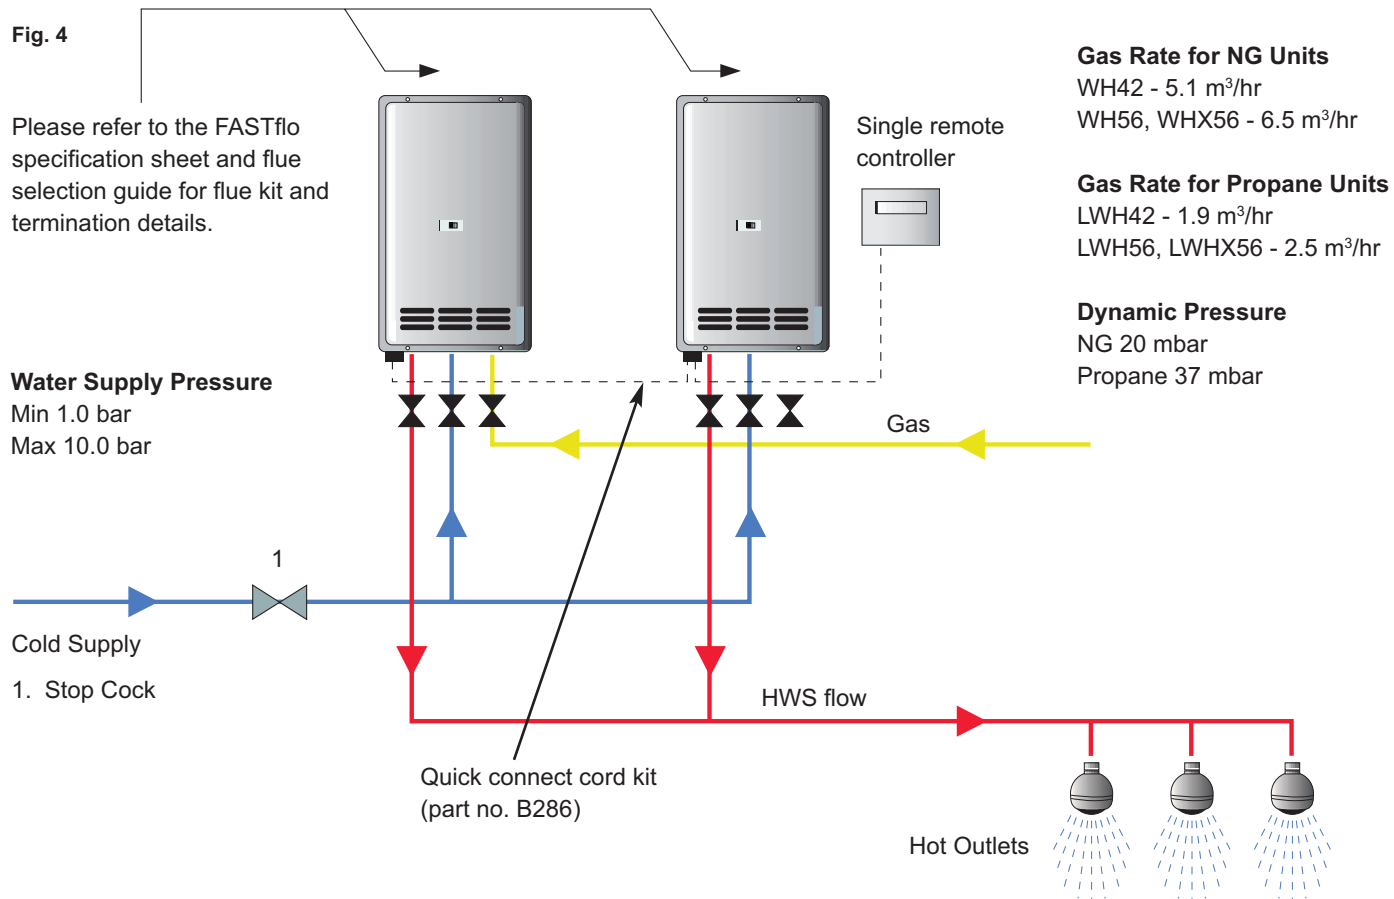 Fig. 4
Please refer to the FASTflo
specification sheet and flue
selection guide for flue kit and
termination details.
Single remote
controller
Gas Rate for NG Units
WH42 - 5.1 m³/hr
WH56, WHX56 - 6.5 m³/hr
Gas Rate for Propane Units
LWH42 - 1.9 m³/hr
LWH56, LWHX56 - 2.5 m³/hr
Dynamic Pressure
NG 20 mbar
Propane 37 mbar
Water Supply Pressure
Min 1.0 bar
Max 10.0 bar
Gas
1
Cold Supply
1. Stop Cock
HWS flow
Quick connect cord kit
(part no. B286)
Hot Outlets